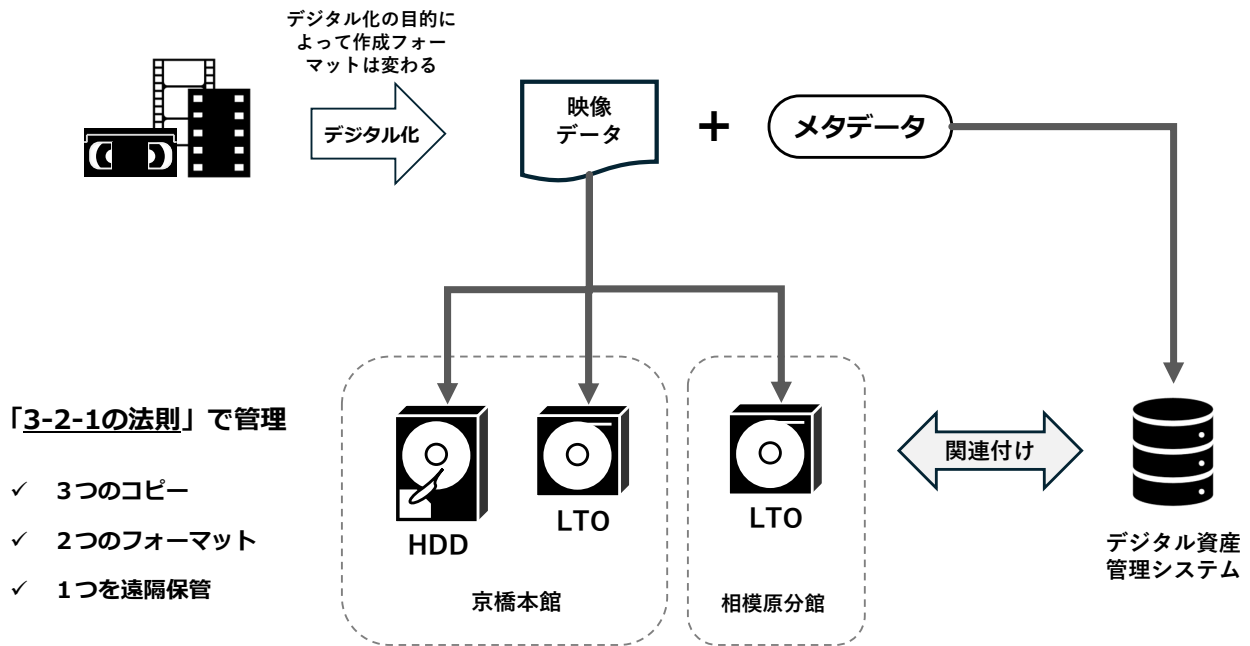 デジタル化の目的に
よって作成フォー
マットは変わる
デジタル化
映像
データ
+
メタデータ
「3-2-1の法則」で管理
✓ 3つのコピー
✓ 2つのフォーマット
✓ 1つを遠隔保管
HDD
LTO
京橋本館
LTO
相模原分館
関連付け
デジタル資産
管理システム